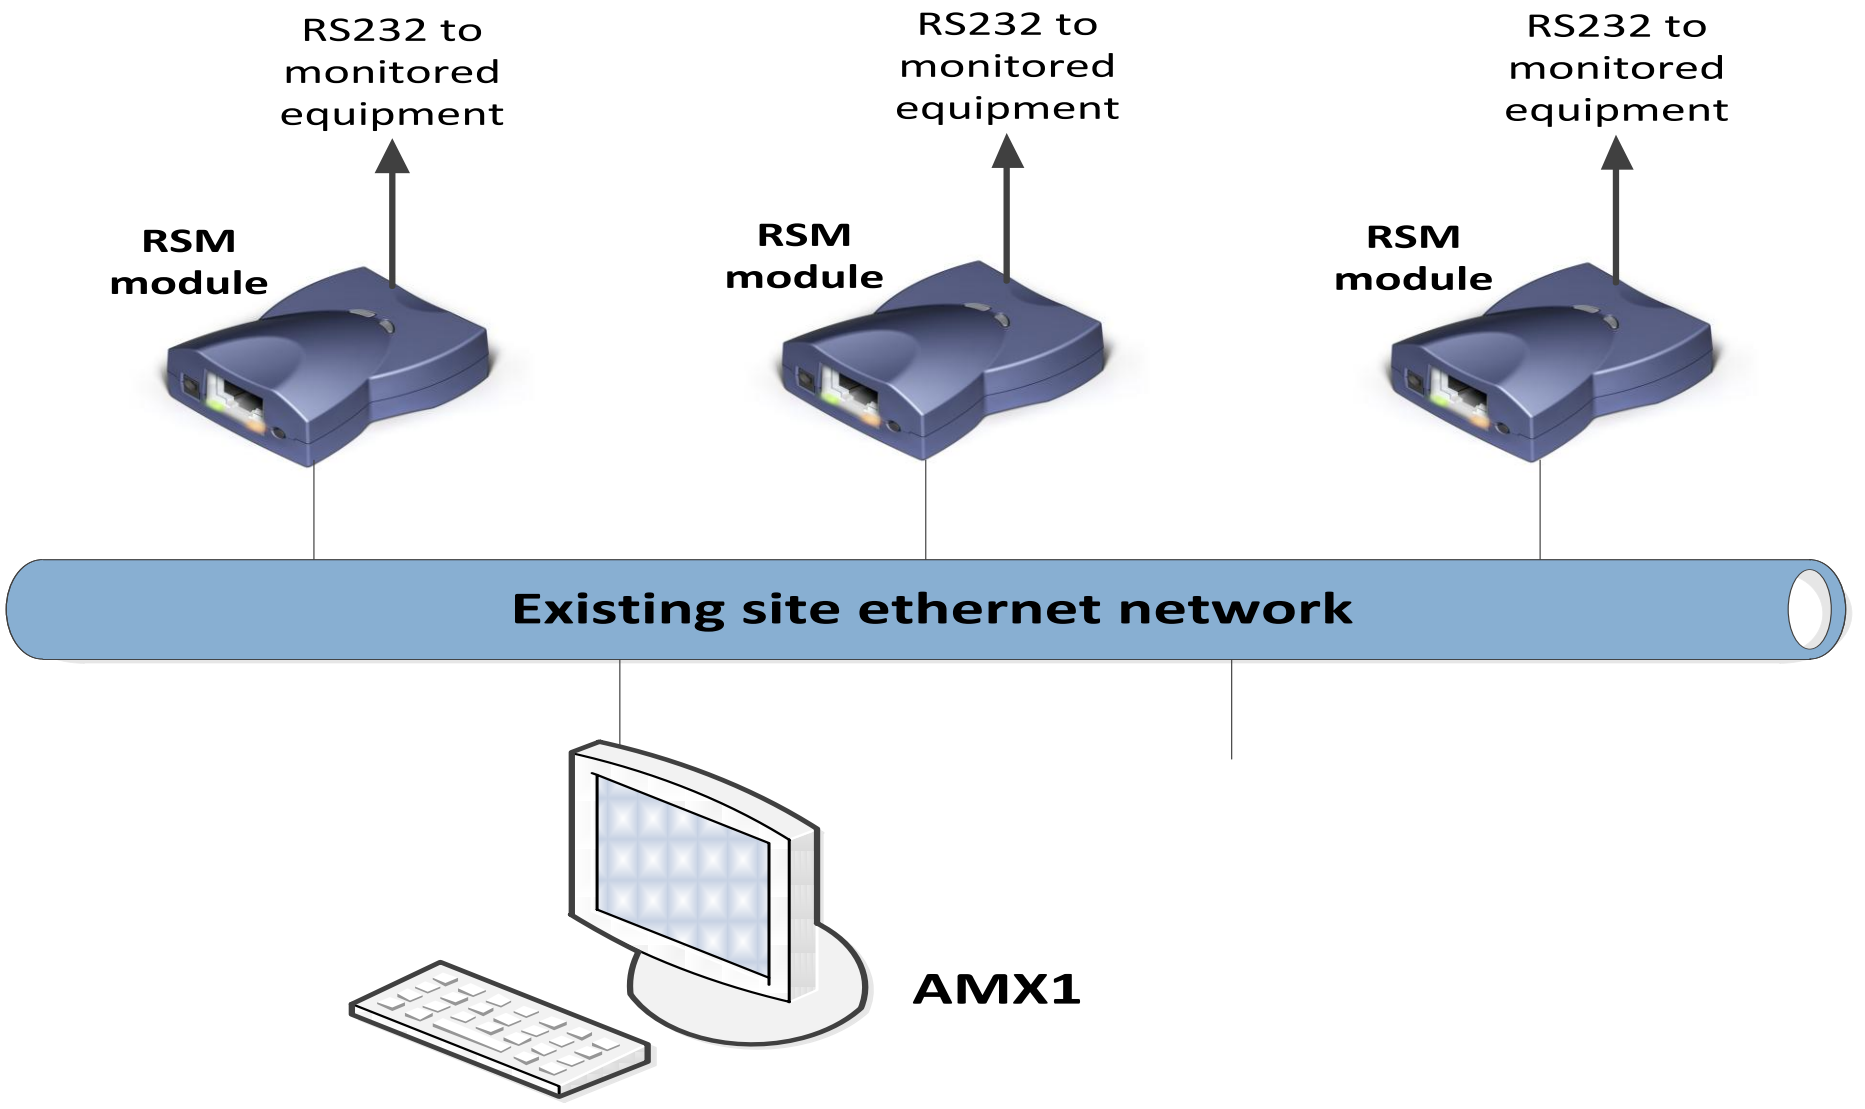 RS232 to
monitored
equipment
RS232 to
monitored
equipment
RS232 to
monitored
equipment
RSM
module
RSM
module
RSM
module
Existing site ethernet network
AMX1